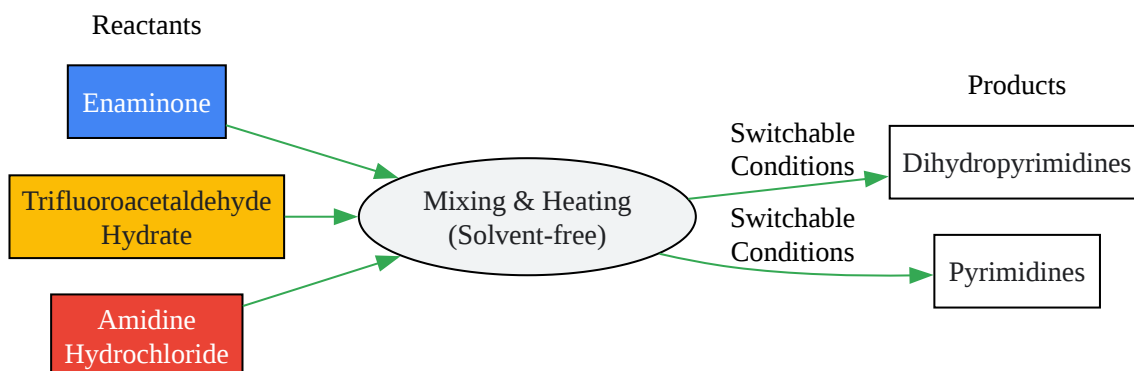 Reactants
Enaminone
Trifluoroacetaldehyde
Hydrate
Amidine
Hydrochloride
Mixing & Heating
(Solvent-free)
Switchable
Conditions
Switchable
Conditions
Products
Dihydropyrimidines
Pyrimidines